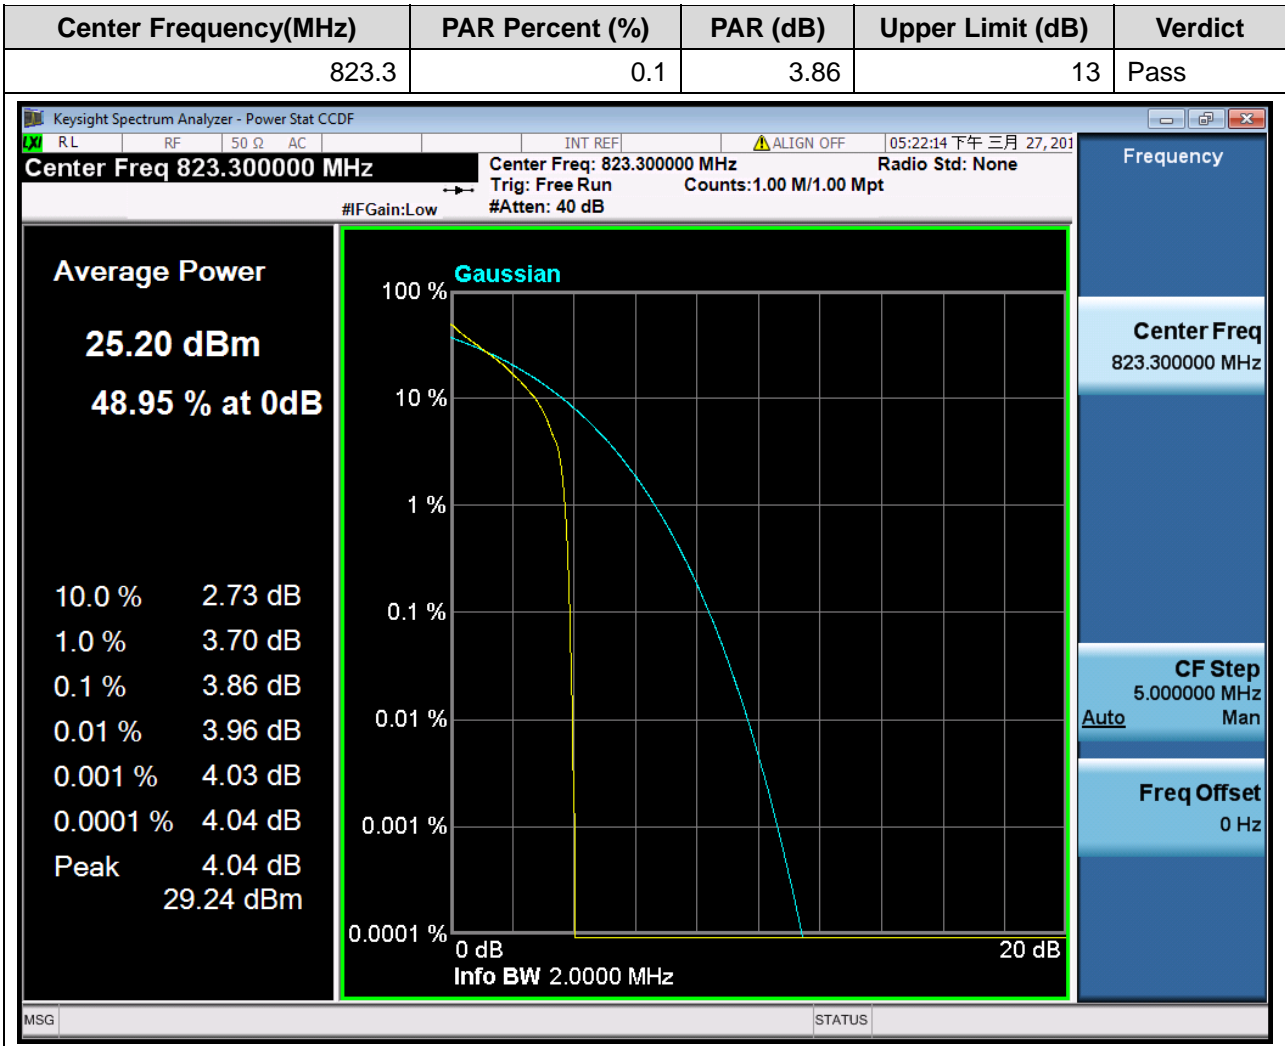 Center Frequency(MHz) PAR Percent (%) PAR (dB) Upper Limit (dB) Verdict
823.3 0.1 3.86 13 Pass
Keysight Spectrum Analyzer - Power Stat CCDF
LXI RL RF 50 Ω AC INT REF ALIGN OFF 05:22:14 下午 三月 27, 201
Center Freq 823.300000 MHz
Center Freq: 823.300000 MHz Radio Std: None
Trig: Free Run Counts:1.00 M/1.00 Mpt
#IFGain:Low #Atten: 40 dB
Frequency
Average Power
25.20 dBm
48.95 % at 0dB
10.0 % 2.73 dB
1.0 % 3.70 dB
0.1 % 3.86 dB
0.01 % 3.96 dB
0.001 % 4.03 dB
0.0001 % 4.04 dB
Peak 4.04 dB
29.24 dBm
Gaussian
100 %
10 %
1 %
0.1 %
0.01 %
0.001 %
0.0001 %
0 dB 20 dB
Info BW 2.0000 MHz
Center Freq
823.300000 MHz
CF Step
5.000000 MHz
Auto Man
Freq Offset
0 Hz
MSG STATUS